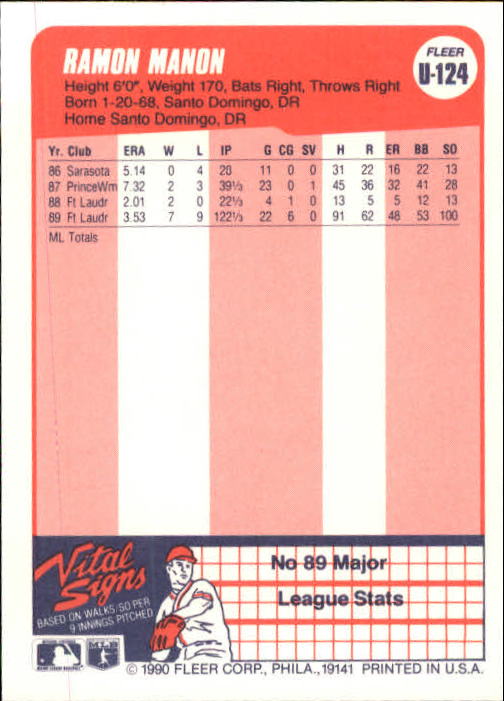 RAMON MANON
FLEER
U-124
Height 6'0", Weight 170, Bats Right, Throws Right
Born 1-20-68, Santo Domingo, DR
Home Santo Domingo, DR
Yr. Club ERA W L IP G CG SV H R ER BB SO
86 Sarasota 5.14 0 4 28 11 0 0 31 22 16 22 13
87 PrinceWm 7.32 2 3 39⅓ 23 0 1 45 36 32 41 28
88 Ft Laudr 2.01 2 0 22⅓ 4 1 0 13 5 5 12 13
89 Ft Laudr 3.53 7 9 122⅓ 22 6 0 91 62 48 53 100
ML Totals
Vital
Signs
BASED ON WALKS/SO PER
9 INNINGS PITCHED
No 89 Major
League Stats
© 1990 FLEER CORP., PHILA., 19141 PRINTED IN U.S.A.